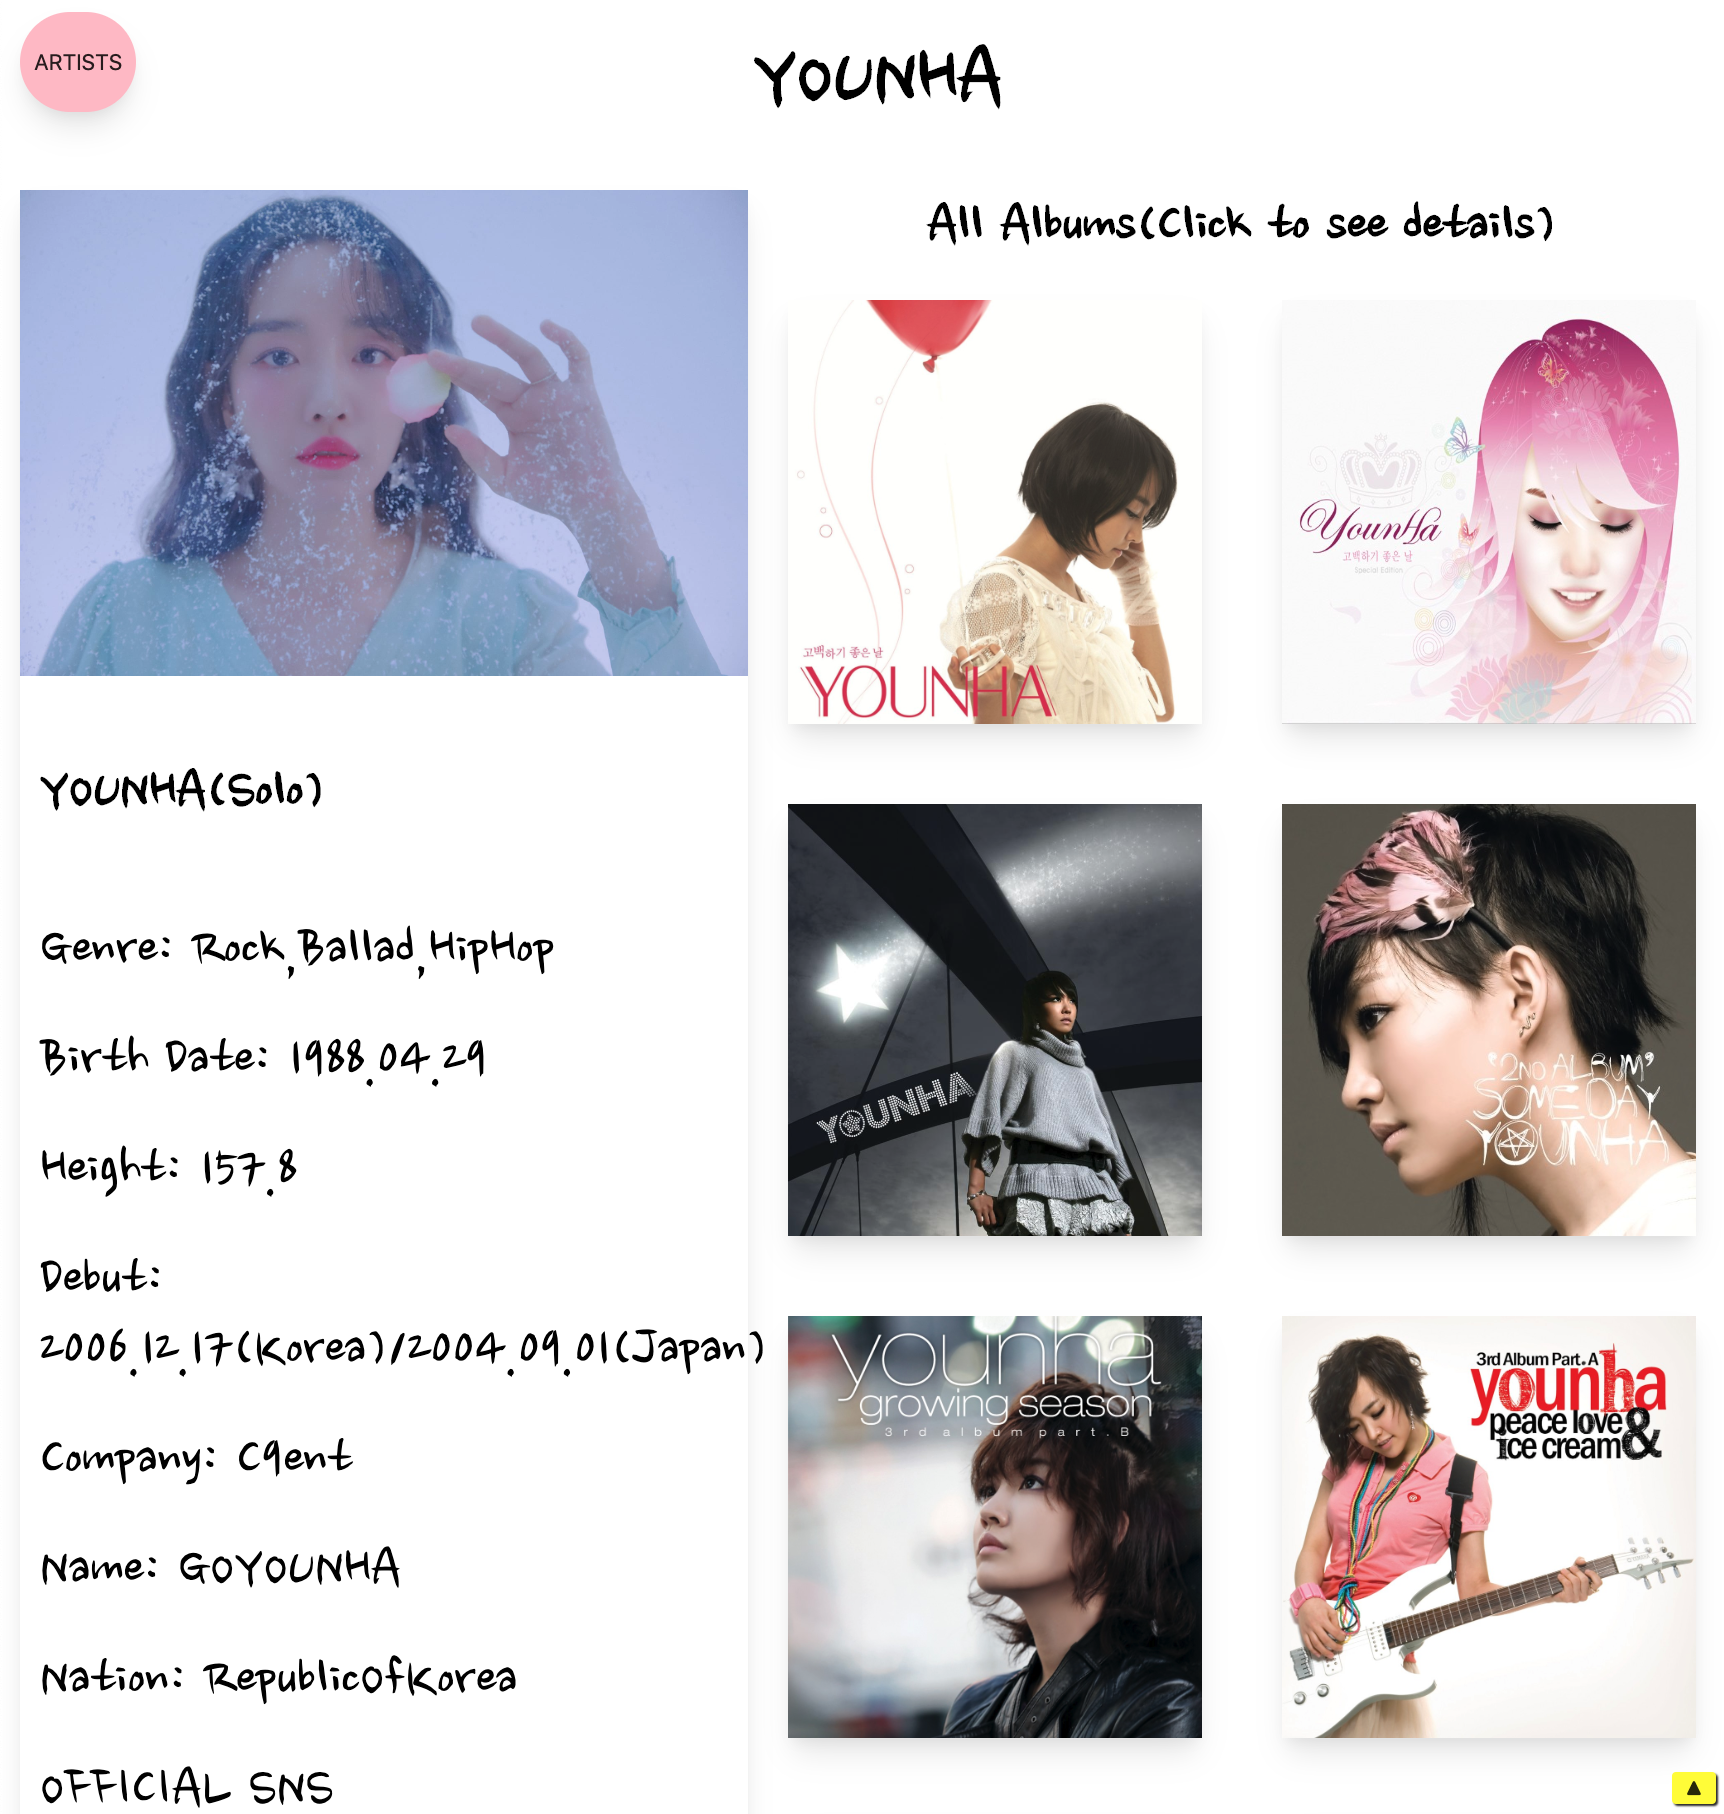 ARTISTS
YOUNHA
YOUNHA(Solo)
Genre: Rock,Ballad,HipHop
Birth Date: 1988.04.29
Height: 157.8
Debut:
2006.12.17(Korea)/2004.09.01(Japan)
Company: C9ent
Name: GOYOUNHA
Nation: RepublicOfKorea
OFFICIAL SNS
All Albums(Click to see details)
고백하기 좋은 날
YOUNHA
YounHa
고백하기 좋은 날
Special Edition
YOUNHA
'2ND ALBUM'
SOMEDAY
YOUNHA
younha
growing season
3rd album part.B
3rd Album Part.A
younha
peace love &
ice cream
▲